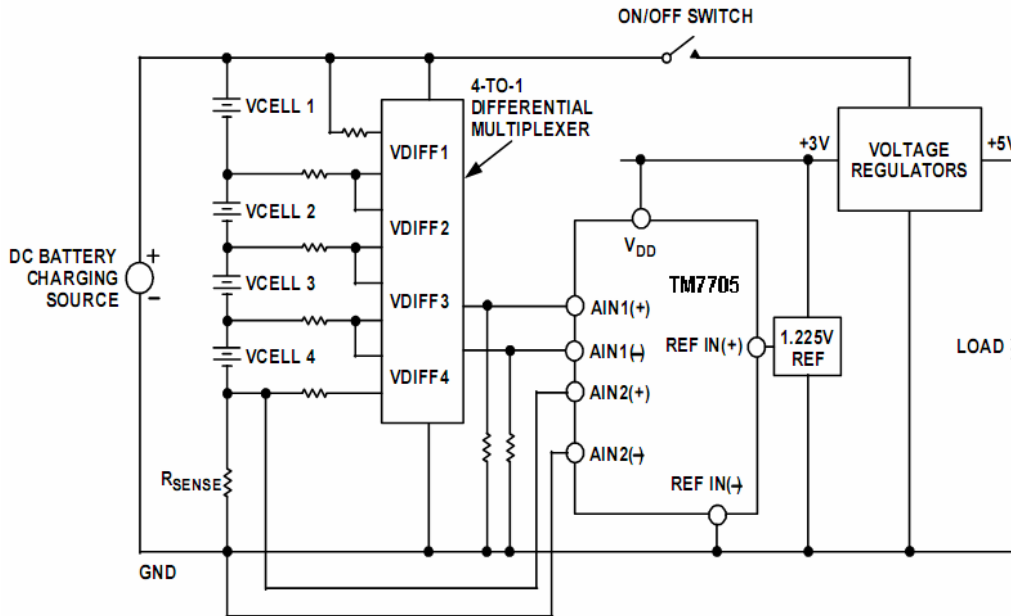 ON/OFF SWITCH
4-TO-1
DIFFERENTIAL
MULTIPLEXER
VCELL 1
VDIFF1
+3V
VOLTAGE
REGULATORS
+5V
VCELL 2
VDIFF2
VDD
TM7705
DC BATTERY
CHARGING
SOURCE
+
-
VCELL 3
VDIFF3
AIN1(+)
REF IN(+)
1.225V
REF
LOAD
VCELL 4
AIN1(-)
VDIFF4
AIN2(+)
AIN2(-)
RSENSE
REF IN(-)
GND